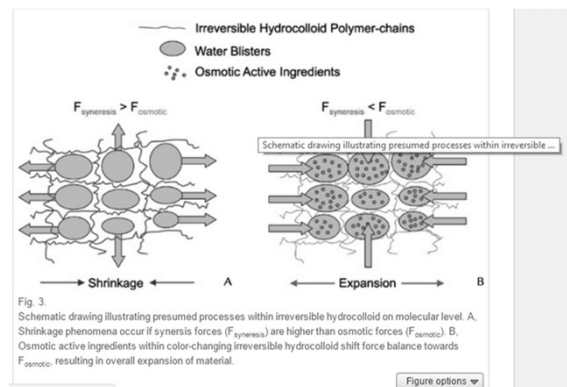 Irreversible Hydrocolloid Polymer-chains
Water Blisters
Osmotic Active Ingredients
Fsyneresis > Fosmotic
Fsyneresis < Fosmotic
Schematic drawing illustrating presumed processes within irreversible ...
Shrinkage
A
Expansion
B
Fig. 3.
Schematic drawing illustrating presumed processes within irreversible hydrocolloid on molecular level. A,
Shrinkage phenomena occur if synersis forces (Fsyneresis) are higher than osmotic forces (Fosmotic). B,
Osmotic active ingredients within color-changing irreversible hydrocolloid shift force balance towards
Fosmotic, resulting in overall expansion of material.
Figure options